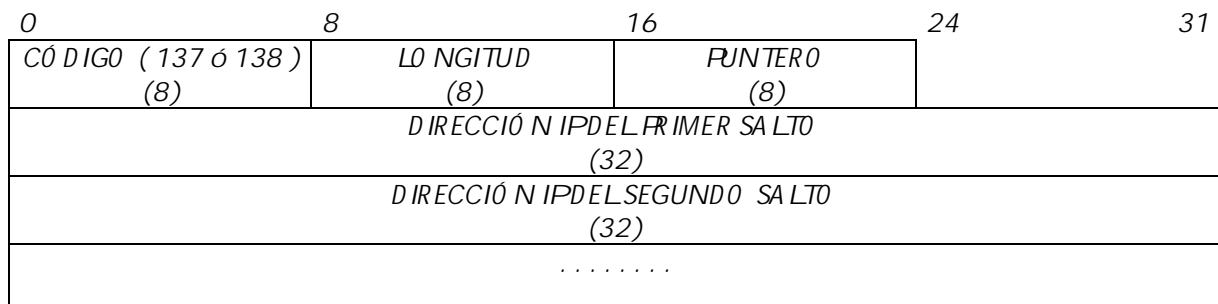 0 8 16 24 31
CÓDIGO (137 ó 138) LONGITUD PUNTERO
(8) (8) (8)
DIRECCIÓN IP DEL PRIMER SALTO
(32)
DIRECCIÓN IP DEL SEGUNDO SALTO
(32)
........